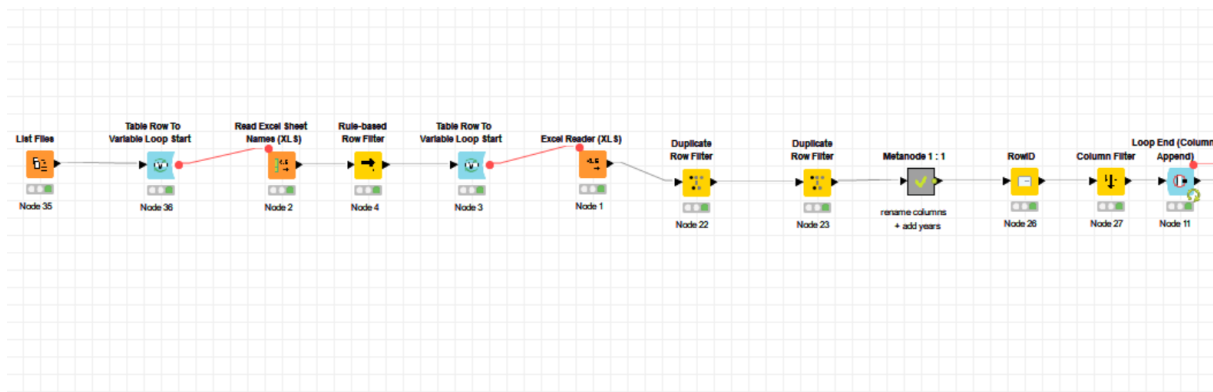 List Files
Node 35
Table Row To
Variable Loop Start
Node 36
Read Excel Sheet
Names (XLS)
Node 2
Rule-based
Row Filter
Node 4
Table Row To
Variable Loop Start
Node 3
Excel Reader (XLS)
Node 1
Duplicate
Row Filter
Node 22
Duplicate
Row Filter
Node 23
Metanode 1 : 1
rename columns
+ add years
RowID
Node 26
Column Filter
Node 27
Loop End (Column
Append)
Node 11